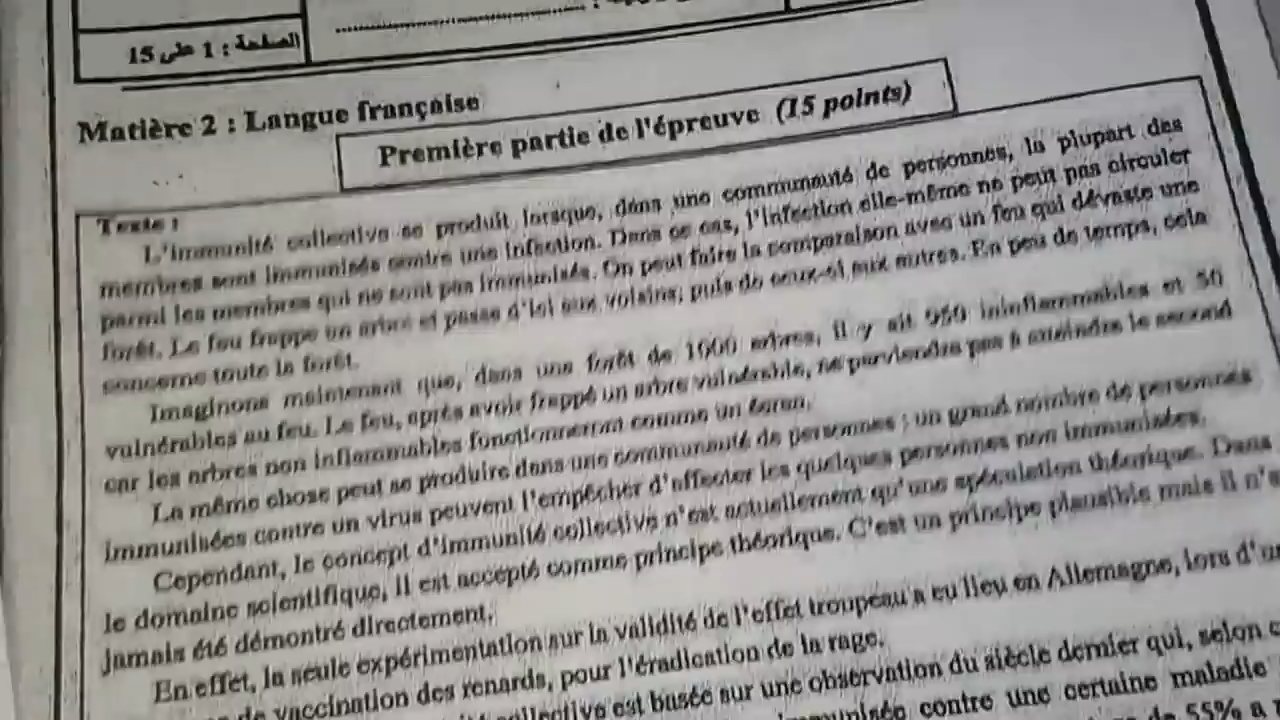 الصفحة : 1 على 15
Matière 2 : Langue française
Première partie de l'épreuve (15 points)
Texte :
L'immunité collective se produit lorsque, dans une communauté de personnes, la plupart des
membres sont immunisés contre une infection. Dans ce cas, l'infection elle-même ne peut pas circuler
parmi les membres qui ne sont pas immunisés. On peut faire la comparaison avec un feu qui dévaste une
forêt. Le feu frappe un arbre et passe d'ici aux voisins, puis de ceux-ci aux autres. En peu de temps, cela
concerne toute la forêt.
Imaginons maintenant que, dans une forêt de 1000 arbres, il y ait 950 ininflammables et 50
vulnérables au feu. Le feu, après avoir frappé un arbre vulnérable, ne parviendra pas à atteindre le second
car les arbres non inflammables fonctionneront comme un écran.
La même chose peut se produire dans une communauté de personnes : un grand nombre de personnes
immunisées contre un virus peuvent l'empêcher d'affecter les quelques personnes non immunisées.
Cependant, le concept d'immunité collective n'est actuellement qu'une spéculation théorique. Dans
le domaine scientifique, il est accepté comme principe théorique. C'est un principe plausible mais il n'a
jamais été démontré directement.
En effet, la seule expérimentation sur la validité de l'effet troupeau a eu lieu en Allemagne, lors d'un
de vaccination des renards, pour l'éradication de la rage.
collective est basée sur une observation du siècle dernier qui, selon
immunisée contre une certaine maladie
de 55% a